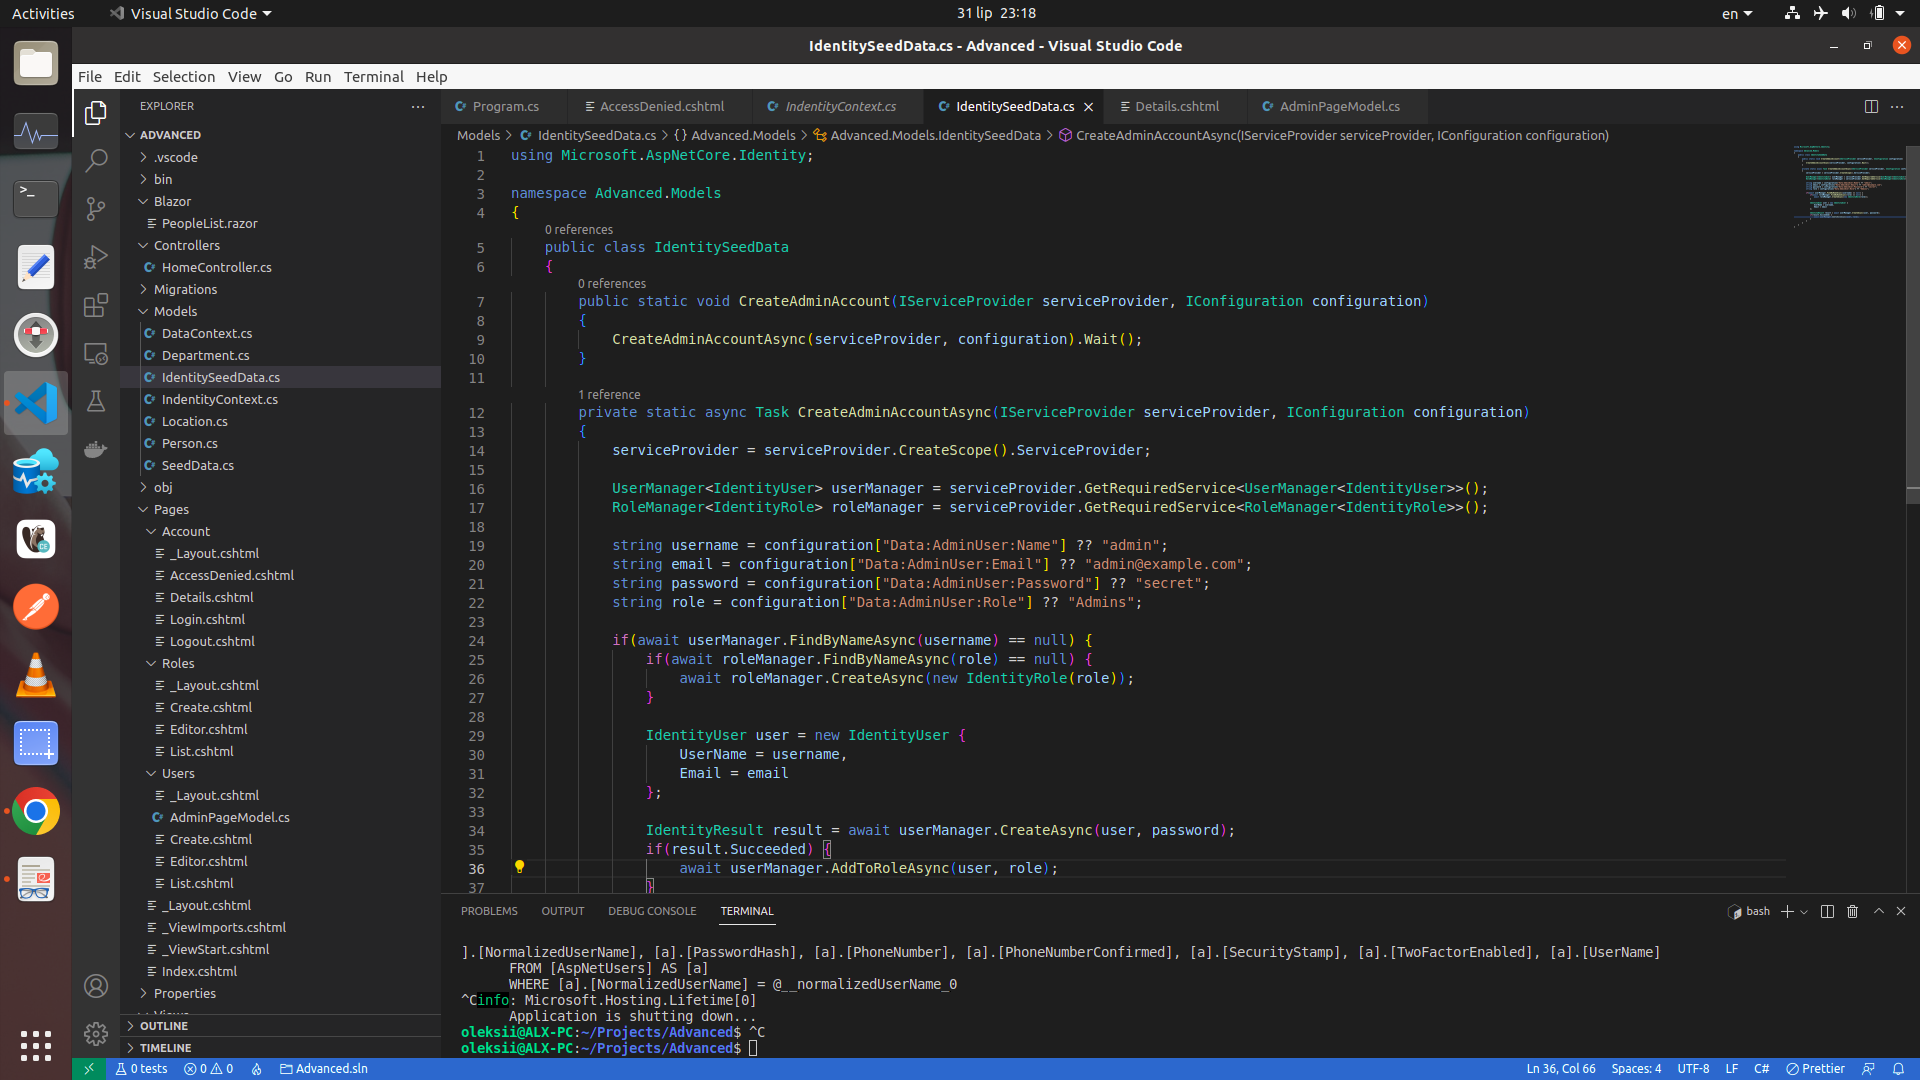 Activities
Visual Studio Code
31 lip 23:18
en
IdentitySeedData.cs - Advanced - Visual Studio Code
File Edit Selection View Go Run Terminal Help
EXPLORER
ADVANCED
.vscode
bin
Blazor
PeopleList.razor
Controllers
HomeController.cs
Migrations
Models
DataContext.cs
Department.cs
IdentitySeedData.cs
IndentityContext.cs
Location.cs
Person.cs
SeedData.cs
obj
Pages
Account
_Layout.cshtml
AccessDenied.cshtml
Details.cshtml
Login.cshtml
Logout.cshtml
Roles
_Layout.cshtml
Create.cshtml
Editor.cshtml
List.cshtml
Users
_Layout.cshtml
AdminPageModel.cs
Create.cshtml
Editor.cshtml
List.cshtml
_Layout.cshtml
_ViewImports.cshtml
_ViewStart.cshtml
Index.cshtml
Properties
OUTLINE
TIMELINE
Program.cs AccessDenied.cshtml IndentityContext.cs IdentitySeedData.cs Details.cshtml AdminPageModel.cs
Models > IdentitySeedData.cs > {} Advanced.Models > Advanced.Models.IdentitySeedData > CreateAdminAccountAsync(IServiceProvider serviceProvider, IConfiguration configuration)
1 using Microsoft.AspNetCore.Identity;
2
3 namespace Advanced.Models
4 {
0 references
5 public class IdentitySeedData
6 {
0 references
7 public static void CreateAdminAccount(IServiceProvider serviceProvider, IConfiguration configuration)
8 {
9 CreateAdminAccountAsync(serviceProvider, configuration).Wait();
10 }
11
1 reference
12 private static async Task CreateAdminAccountAsync(IServiceProvider serviceProvider, IConfiguration configuration)
13 {
14 serviceProvider = serviceProvider.CreateScope().ServiceProvider;
15
16 UserManager<IdentityUser> userManager = serviceProvider.GetRequiredService<UserManager<IdentityUser>>();
17 RoleManager<IdentityRole> roleManager = serviceProvider.GetRequiredService<RoleManager<IdentityRole>>();
18
19 string username = configuration["Data:AdminUser:Name"] ?? "admin";
20 string email = configuration["Data:AdminUser:Email"] ?? "admin@example.com";
21 string password = configuration["Data:AdminUser:Password"] ?? "secret";
22 string role = configuration["Data:AdminUser:Role"] ?? "Admins";
23
24 if(await userManager.FindByNameAsync(username) == null) {
25 if(await roleManager.FindByNameAsync(role) == null) {
26 await roleManager.CreateAsync(new IdentityRole(role));
27 }
28
29 IdentityUser user = new IdentityUser {
30 UserName = username,
31 Email = email
32 };
33
34 IdentityResult result = await userManager.CreateAsync(user, password);
35 if(result.Succeeded) {
36 await userManager.AddToRoleAsync(user, role);
37 }
PROBLEMS OUTPUT DEBUG CONSOLE TERMINAL
bash
].[NormalizedUserName], [a].[PasswordHash], [a].[PhoneNumber], [a].[PhoneNumberConfirmed], [a].[SecurityStamp], [a].[TwoFactorEnabled], [a].[UserName]
FROM [AspNetUsers] AS [a]
WHERE [a].[NormalizedUserName] = @__normalizedUserName_0
^Cinfo: Microsoft.Hosting.Lifetime[0]
Application is shutting down...
oleksii@ALX-PC:~/Projects/Advanced$ ^C
oleksii@ALX-PC:~/Projects/Advanced$
0 tests 0 0 Advanced.sln
Ln 36, Col 66 Spaces: 4 UTF-8 LF C# Prettier